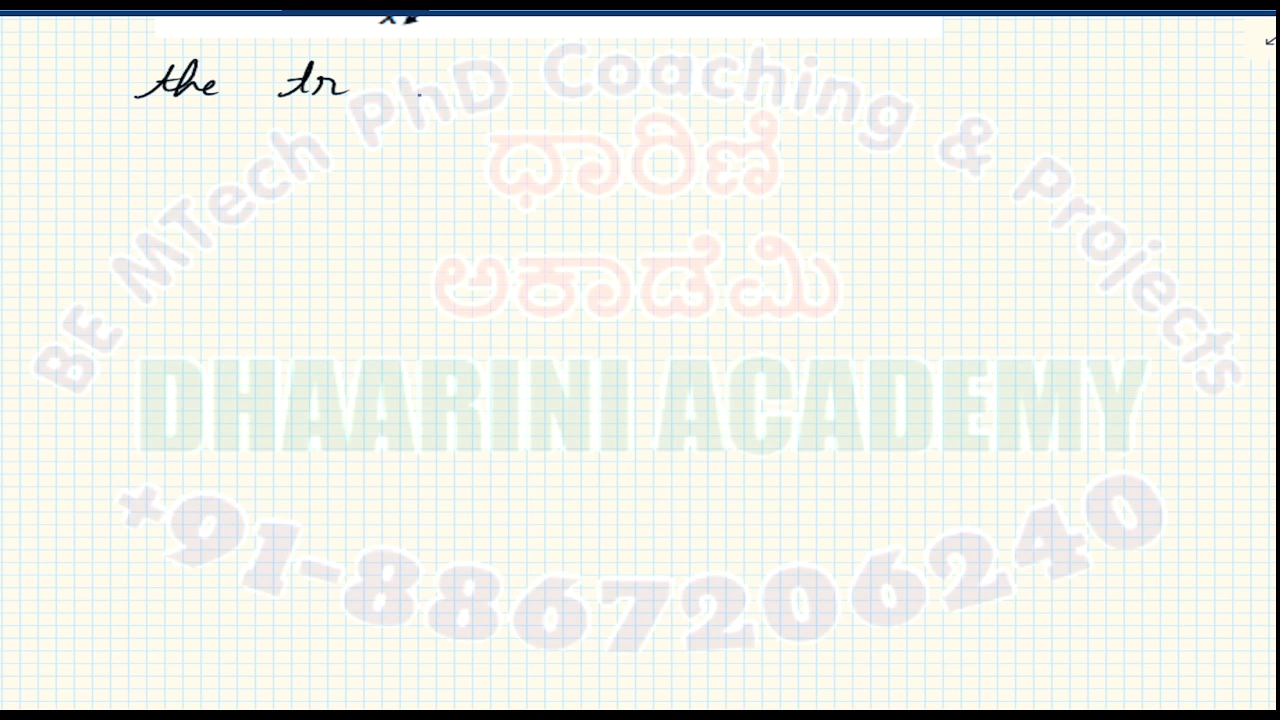 x
the tr
BE MTech PhD Coaching & Projects
ಧಾರಿಣಿ
ಅಕಾಡೆಮಿ
DHAARINI ACADEMY
+91-8867206240